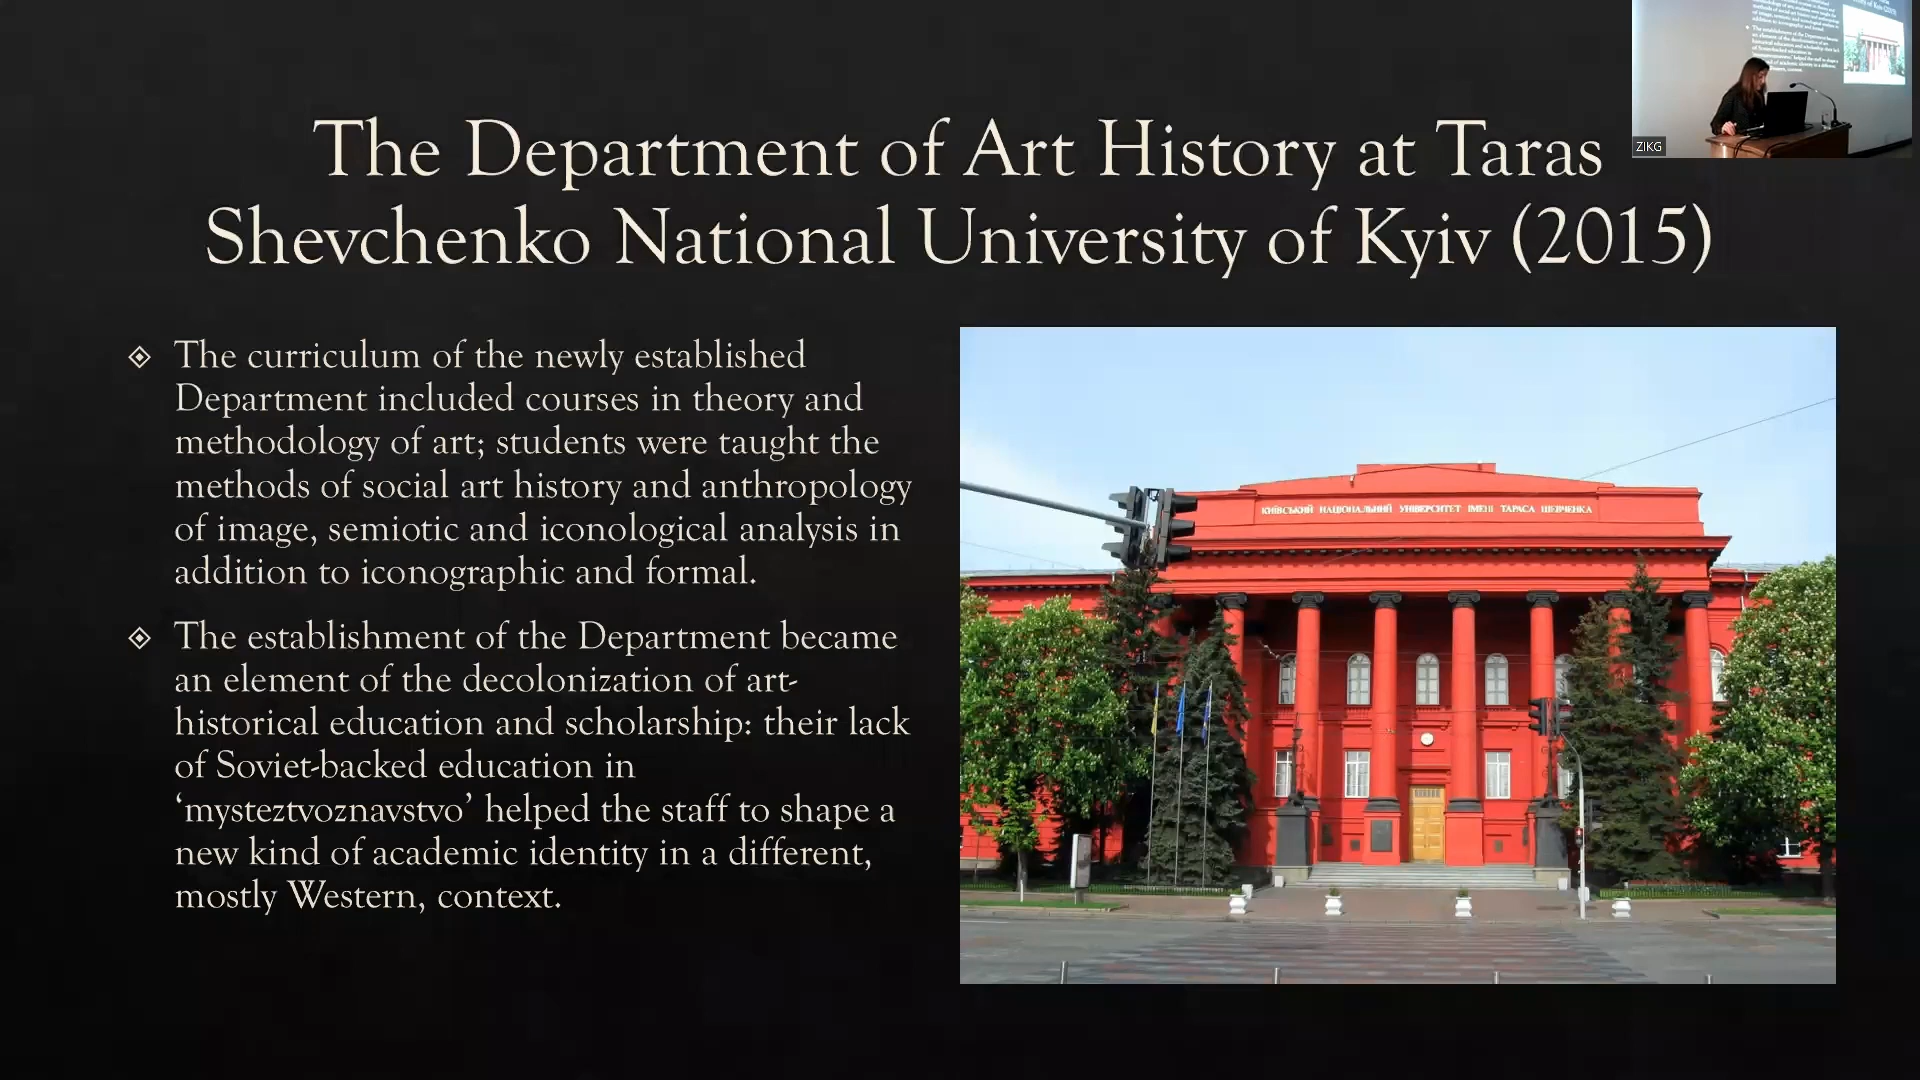 The Department of Art History at Taras
Shevchenko National University of Kyiv (2015)
The curriculum of the newly established
Department included courses in theory and
methodology of art; students were taught the
methods of social art history and anthropology
of image, semiotic and iconological analysis in
addition to iconographic and formal.
The establishment of the Department became
an element of the decolonization of art-
historical education and scholarship: their lack
of Soviet-backed education in
‘mysteztvoznavstvo’ helped the staff to shape a
new kind of academic identity in a different,
mostly Western, context.
КИЇВСЬКИЙ НАЦІОНАЛЬНИЙ УНІВЕРСИТЕТ ІМЕНІ ТАРАСА ШЕВЧЕНКА
ZIKG